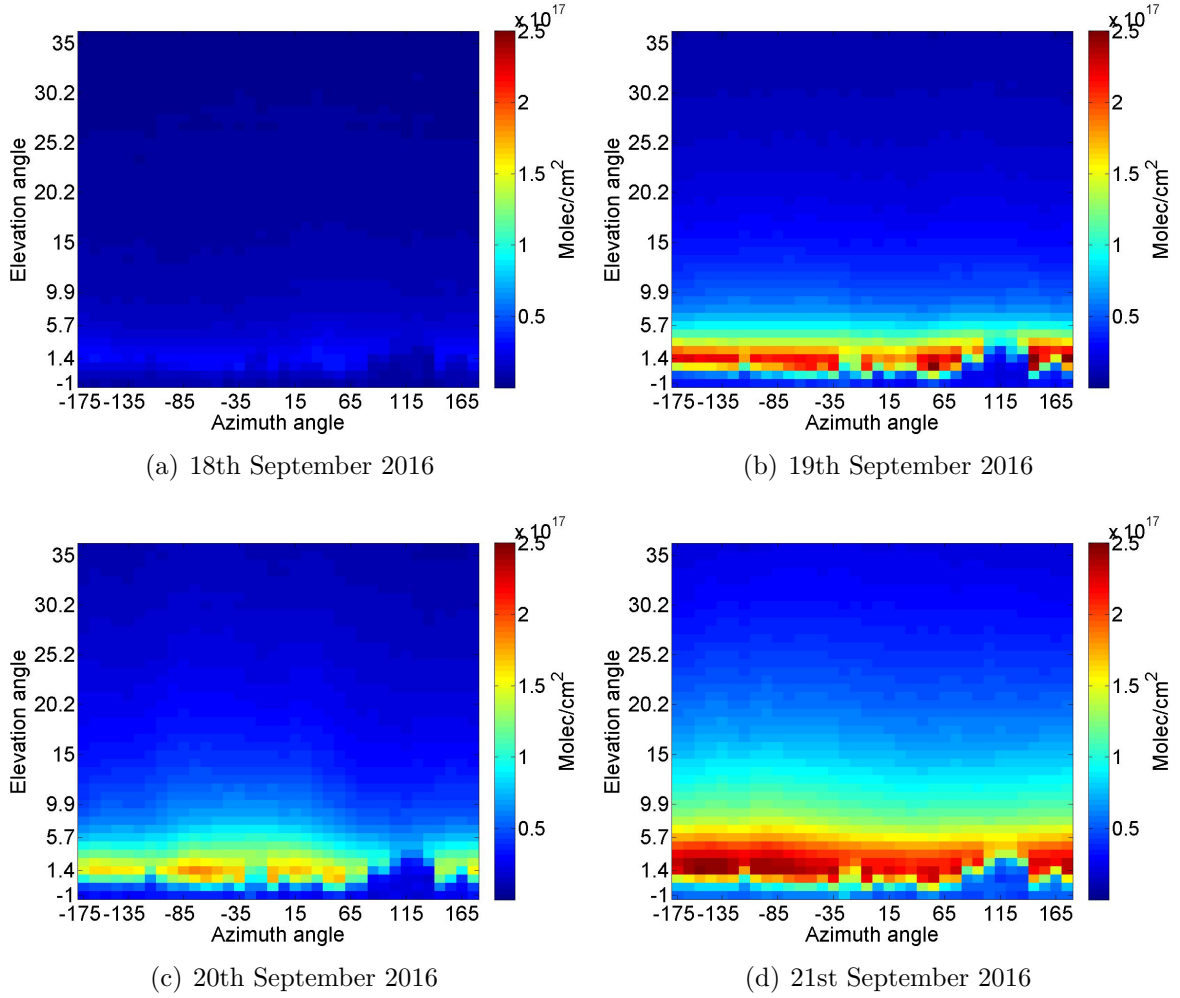 x 10^17
35
30.2
25.2
20.2
15
9.9
5.7
1.4
-1
Elevation angle
-175 -135 -85 -35 15 65 115 165
Azimuth angle
2.5
2
1.5
1
0.5
Molec/cm^2
(a) 18th September 2016
x 10^17
35
30.2
25.2
20.2
15
9.9
5.7
1.4
-1
Elevation angle
-175 -135 -85 -35 15 65 115 165
Azimuth angle
2.5
2
1.5
1
0.5
Molec/cm^2
(b) 19th September 2016
x 10^17
35
30.2
25.2
20.2
15
9.9
5.7
1.4
-1
Elevation angle
-175 -135 -85 -35 15 65 115 165
Azimuth angle
2.5
2
1.5
1
0.5
Molec/cm^2
(c) 20th September 2016
x 10^17
35
30.2
25.2
20.2
15
9.9
5.7
1.4
-1
Elevation angle
-175 -135 -85 -35 15 65 115 165
Azimuth angle
2.5
2
1.5
1
0.5
Molec/cm^2
(d) 21st September 2016